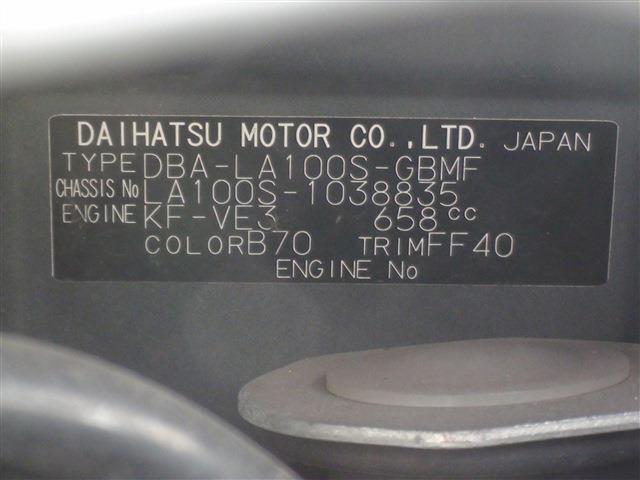 DAIHATSU MOTOR CO.,LTD. JAPAN
TYPE DBA-LA100S-GBMF
CHASSIS No LA100S-1038835
ENGINE KF-VE3 658cc
COLOR B70 TRIM FF40
ENGINE No